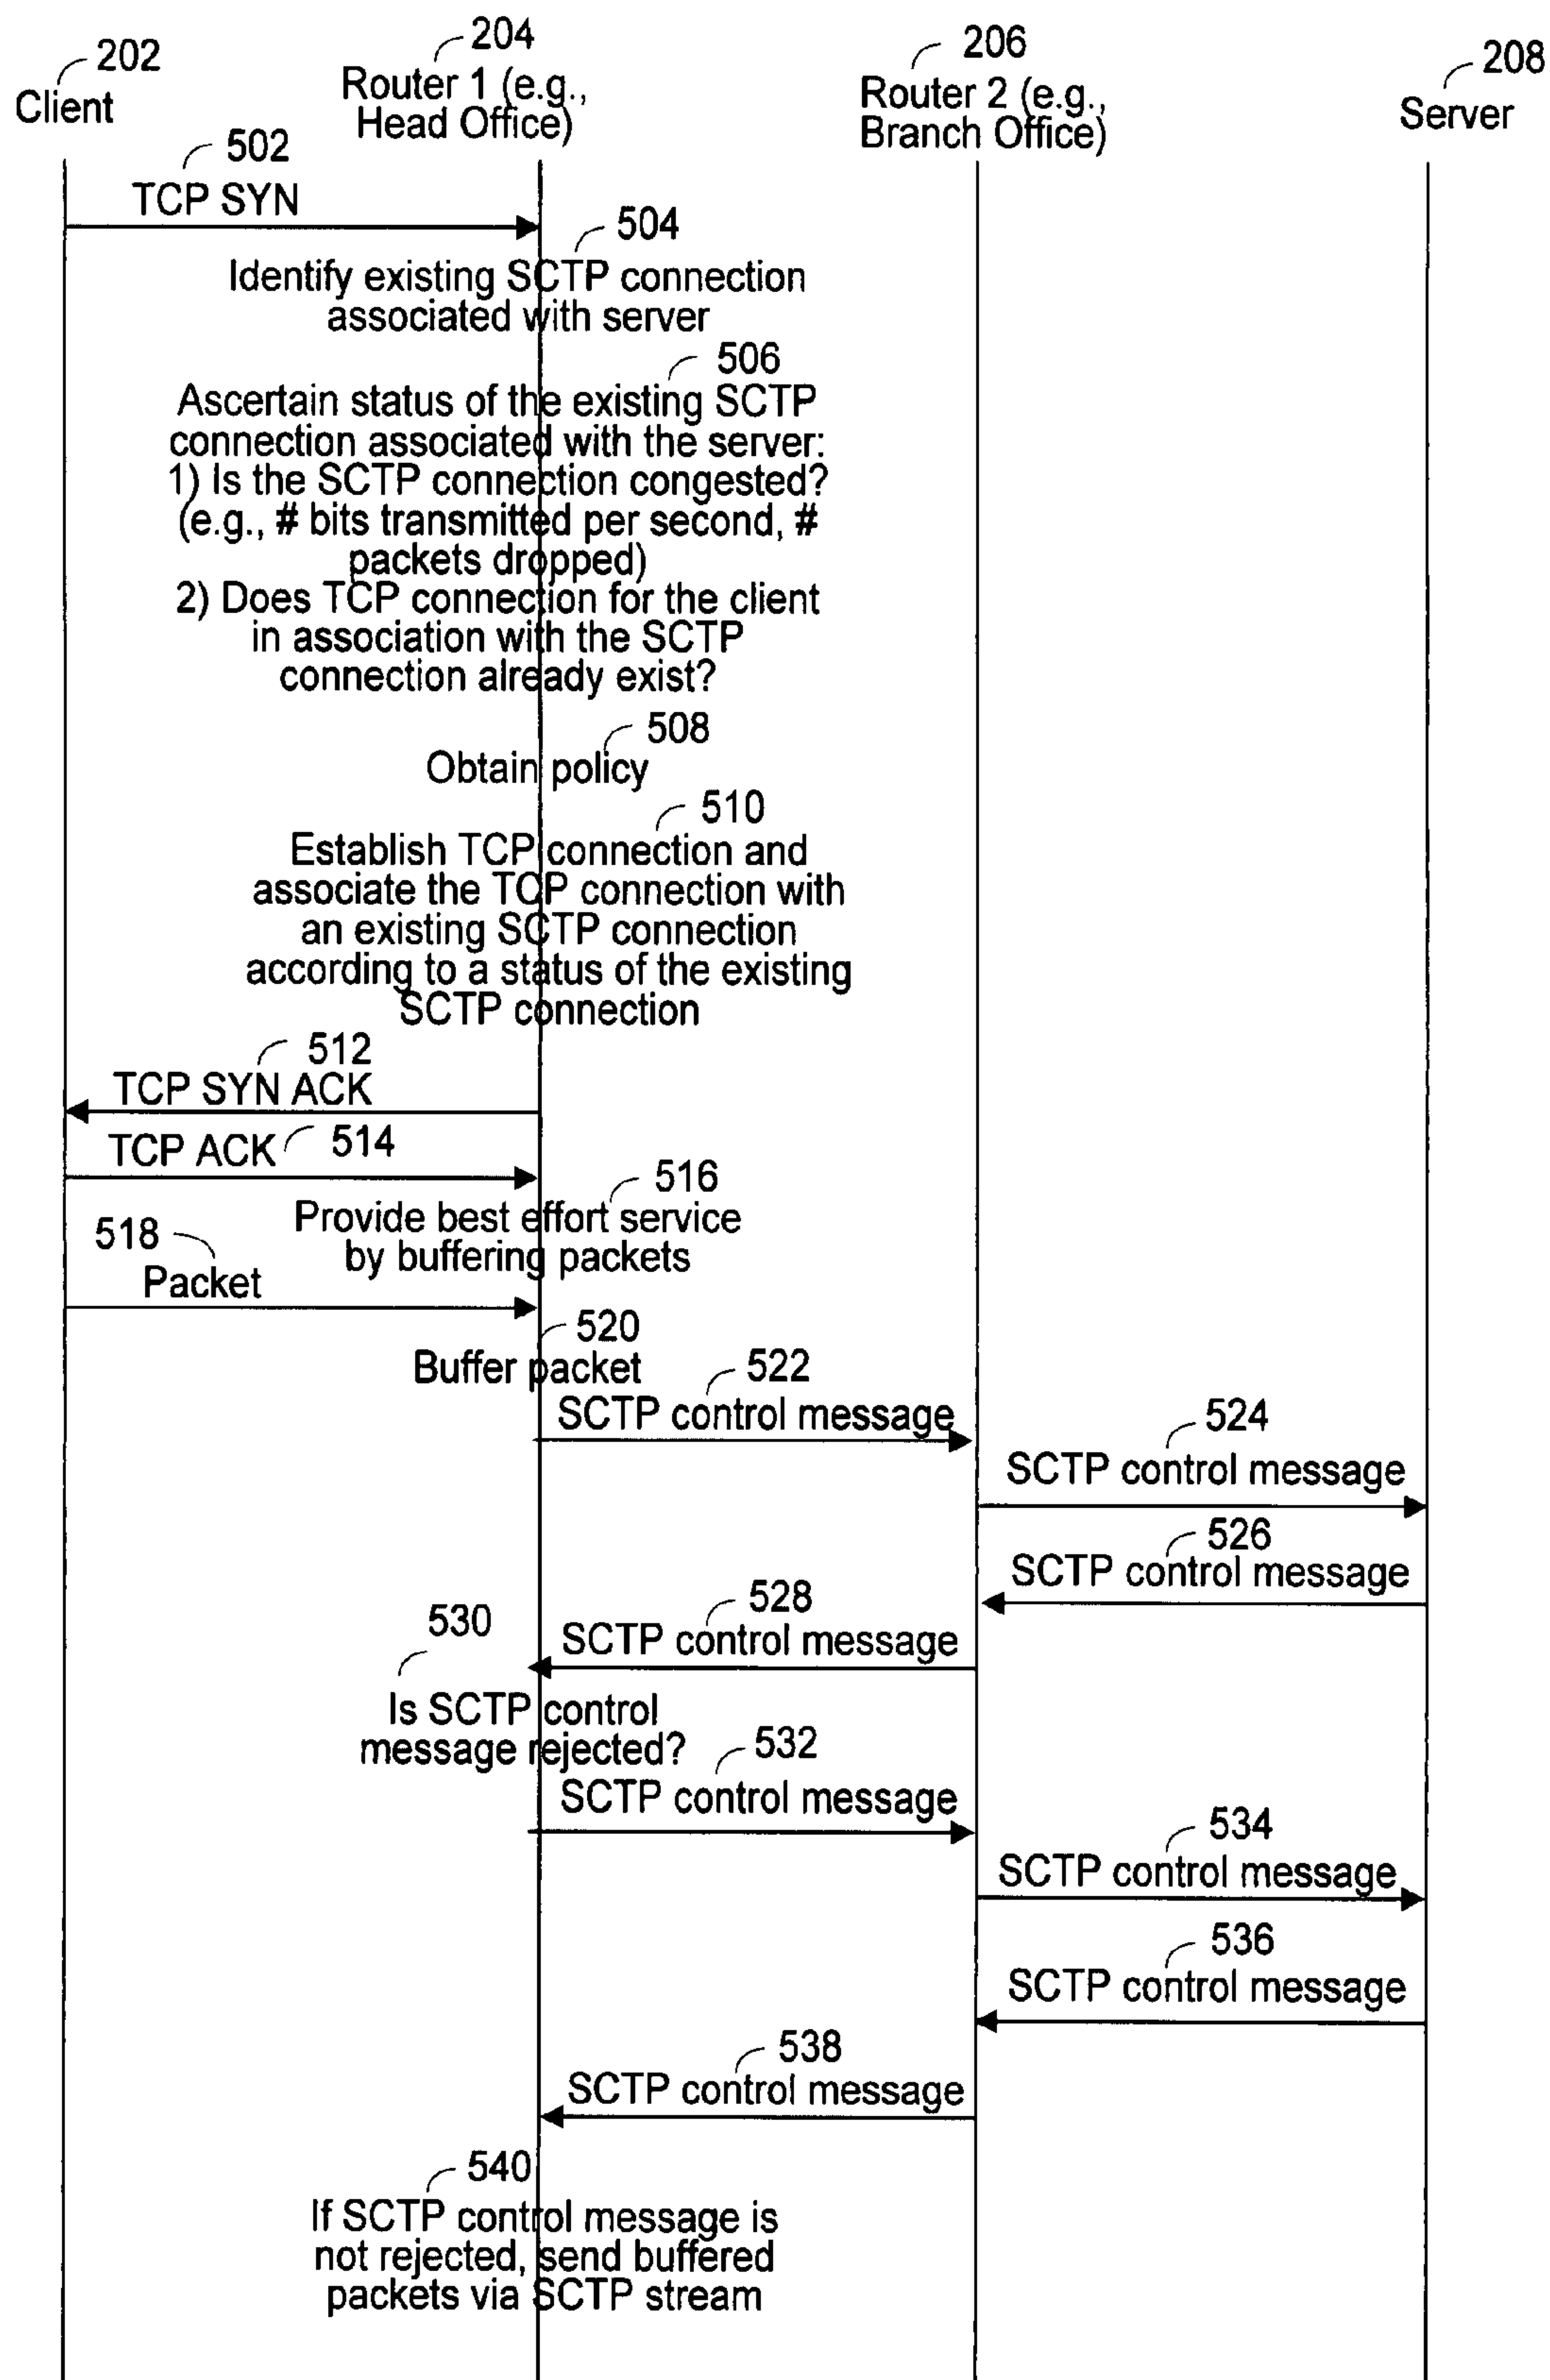 202
Client
204
Router 1 (e.g.,
Head Office)
206
Router 2 (e.g.,
Branch Office)
208
Server
502
TCP SYN
504
Identify existing SCTP connection
associated with server
506
Ascertain status of the existing SCTP
connection associated with the server:
1) Is the SCTP connection congested?
(e.g., # bits transmitted per second, #
packets dropped)
2) Does TCP connection for the client
in association with the SCTP
connection already exist?
508
Obtain policy
510
Establish TCP connection and
associate the TCP connection with
an existing SCTP connection
according to a status of the existing
SCTP connection
512
TCP SYN ACK
TCP ACK 514
516
Provide best effort service
by buffering packets
518
Packet
520
Buffer packet
522
SCTP control message
524
SCTP control message
526
SCTP control message
528
SCTP control message
530
Is SCTP control
message rejected?
532
SCTP control message
534
SCTP control message
536
SCTP control message
538
SCTP control message
540
If SCTP control message is
not rejected, send buffered
packets via SCTP stream